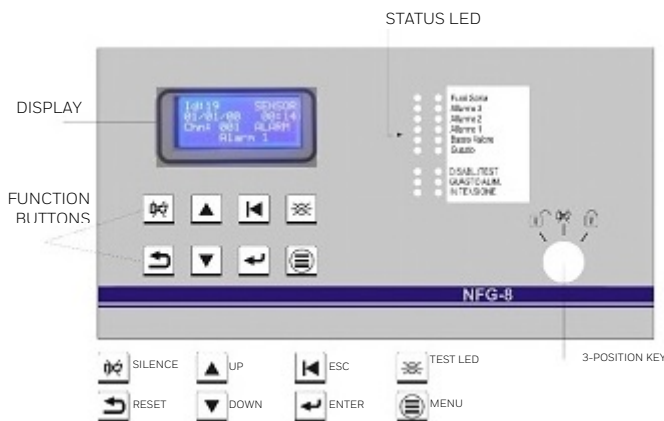 STATUS LED
DISPLAY
Id:19 SENSOR
01/01/00 00:14
Chn: 001 ALARM
Alarm 1
Fuori Scala
Allarme 3
Allarme 2
Allarme 1
Basso Valore
Guasto
DISABIL./TEST
GUASTO ALIM.
IN TENSIONE
FUNCTION
BUTTONS
NFG-8
SILENCE
UP
ESC
TEST LED
3-POSITION KEY
RESET
DOWN
ENTER
MENU